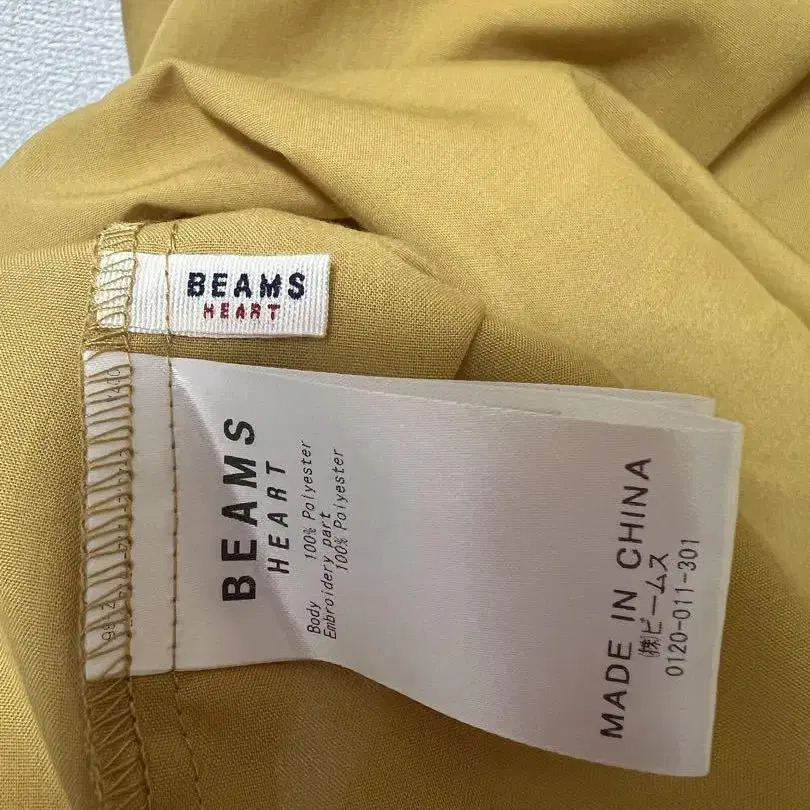 BEAMS
HEART
BEAMS
HEART
Body 100% Polyester
Embroidery part
100% Polyester
MADE IN CHINA
㈱ビームス
0120-011-301